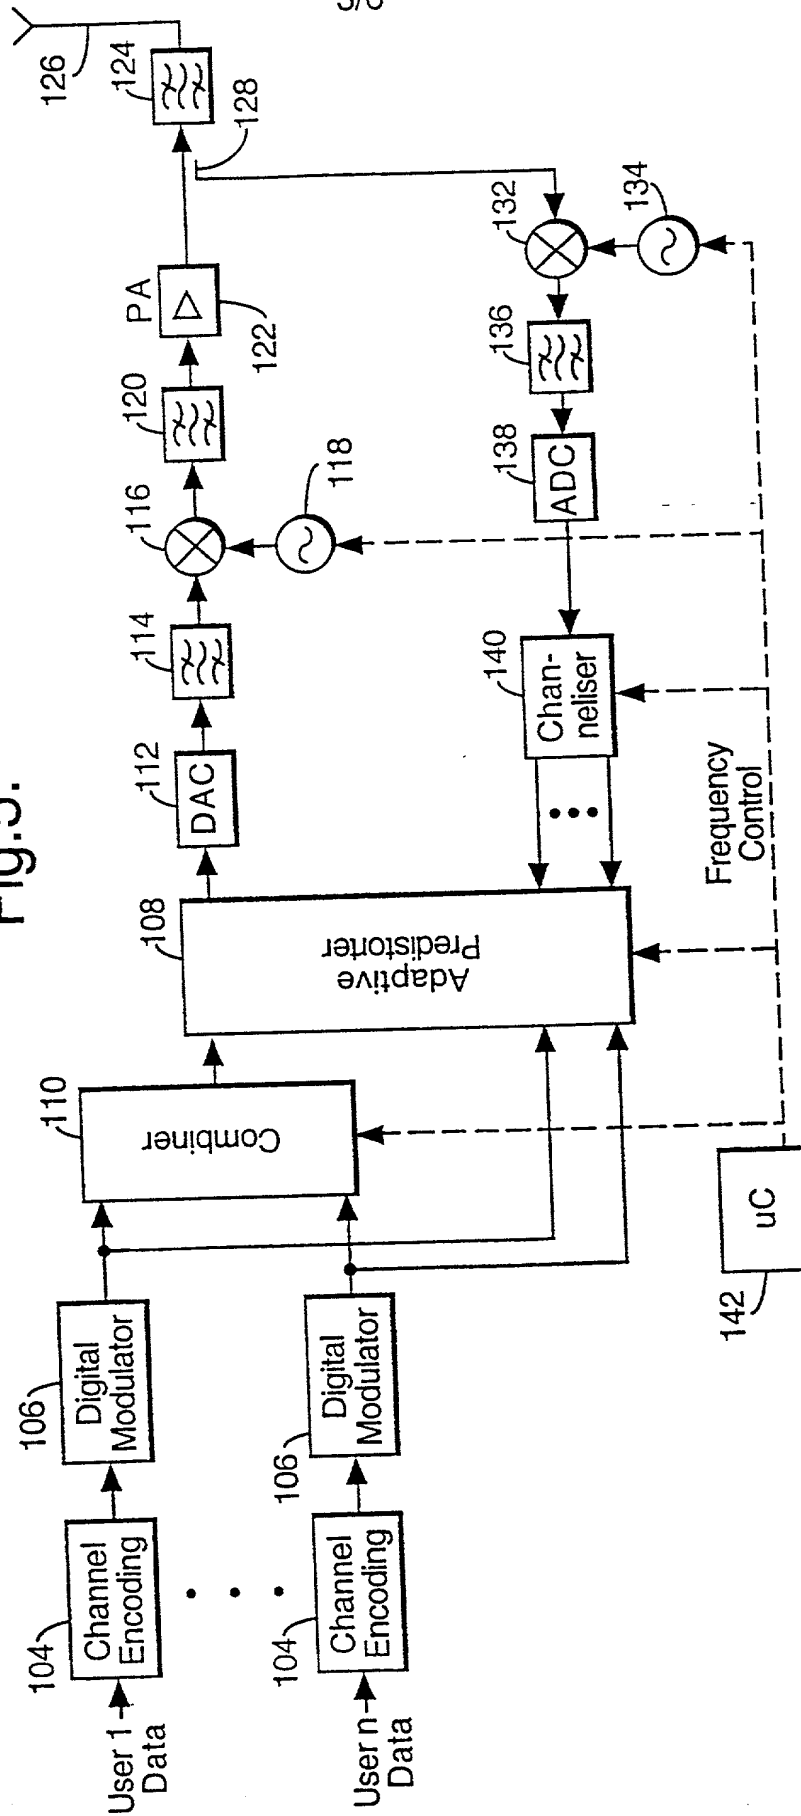 3/6
Fig.3.
User 1
Data
104
Channel
Encoding
106
Digital
Modulator
User n
Data
104
Channel
Encoding
106
Digital
Modulator
110
Combiner
108
Adaptive
Predistorter
112
DAC
114
116
118
120
PA
122
124
126
128
132
134
136
138
ADC
140
Chan-
neliser
Frequency
Control
142
uC